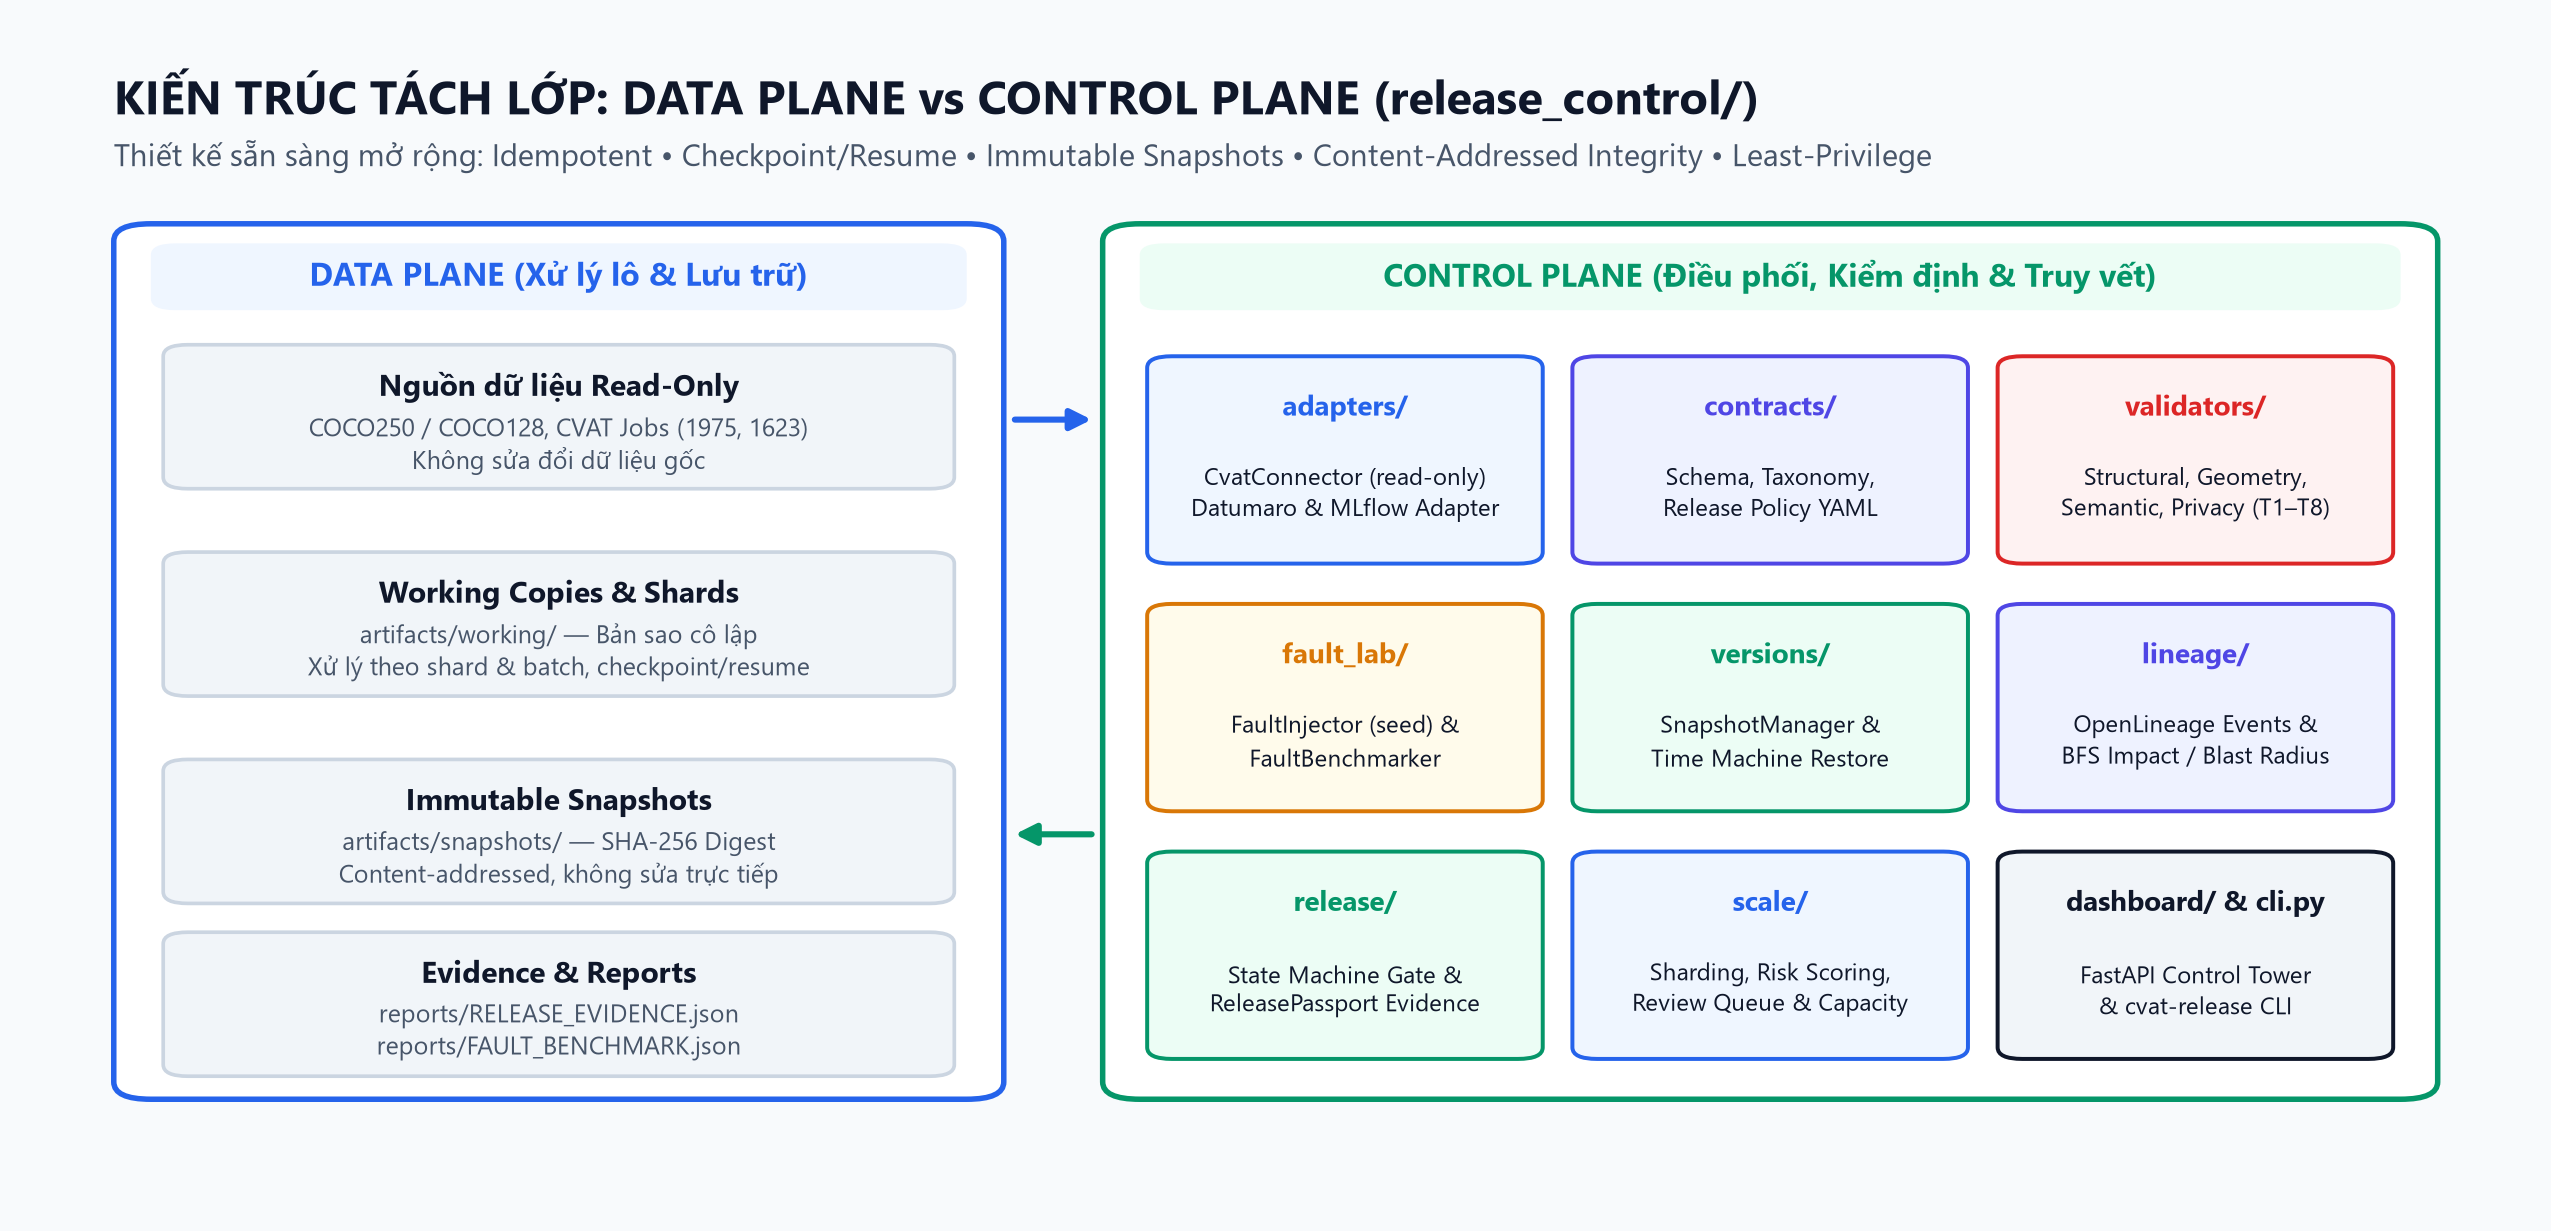 KIẾN TRÚC TÁCH LỚP: DATA PLANE vs CONTROL PLANE (release_control/)
Thiết kế sẵn sàng mở rộng: Idempotent • Checkpoint/Resume • Immutable Snapshots • Content-Addressed Integrity • Least-Privilege
DATA PLANE (Xử lý lô & Lưu trữ)
Nguồn dữ liệu Read-Only
COCO250 / COCO128, CVAT Jobs (1975, 1623)
Không sửa đổi dữ liệu gốc
Working Copies & Shards
artifacts/working/ — Bản sao cô lập
Xử lý theo shard & batch, checkpoint/resume
Immutable Snapshots
artifacts/snapshots/ — SHA-256 Digest
Content-addressed, không sửa trực tiếp
Evidence & Reports
reports/RELEASE_EVIDENCE.json
reports/FAULT_BENCHMARK.json
CONTROL PLANE (Điều phối, Kiểm định & Truy vết)
adapters/
CvatConnector (read-only)
Datumaro & MLflow Adapter
contracts/
Schema, Taxonomy,
Release Policy YAML
validators/
Structural, Geometry,
Semantic, Privacy (T1–T8)
fault_lab/
FaultInjector (seed) &
FaultBenchmarker
versions/
SnapshotManager &
Time Machine Restore
lineage/
OpenLineage Events &
BFS Impact / Blast Radius
release/
State Machine Gate &
ReleasePassport Evidence
scale/
Sharding, Risk Scoring,
Review Queue & Capacity
dashboard/ & cli.py
FastAPI Control Tower
& cvat-release CLI